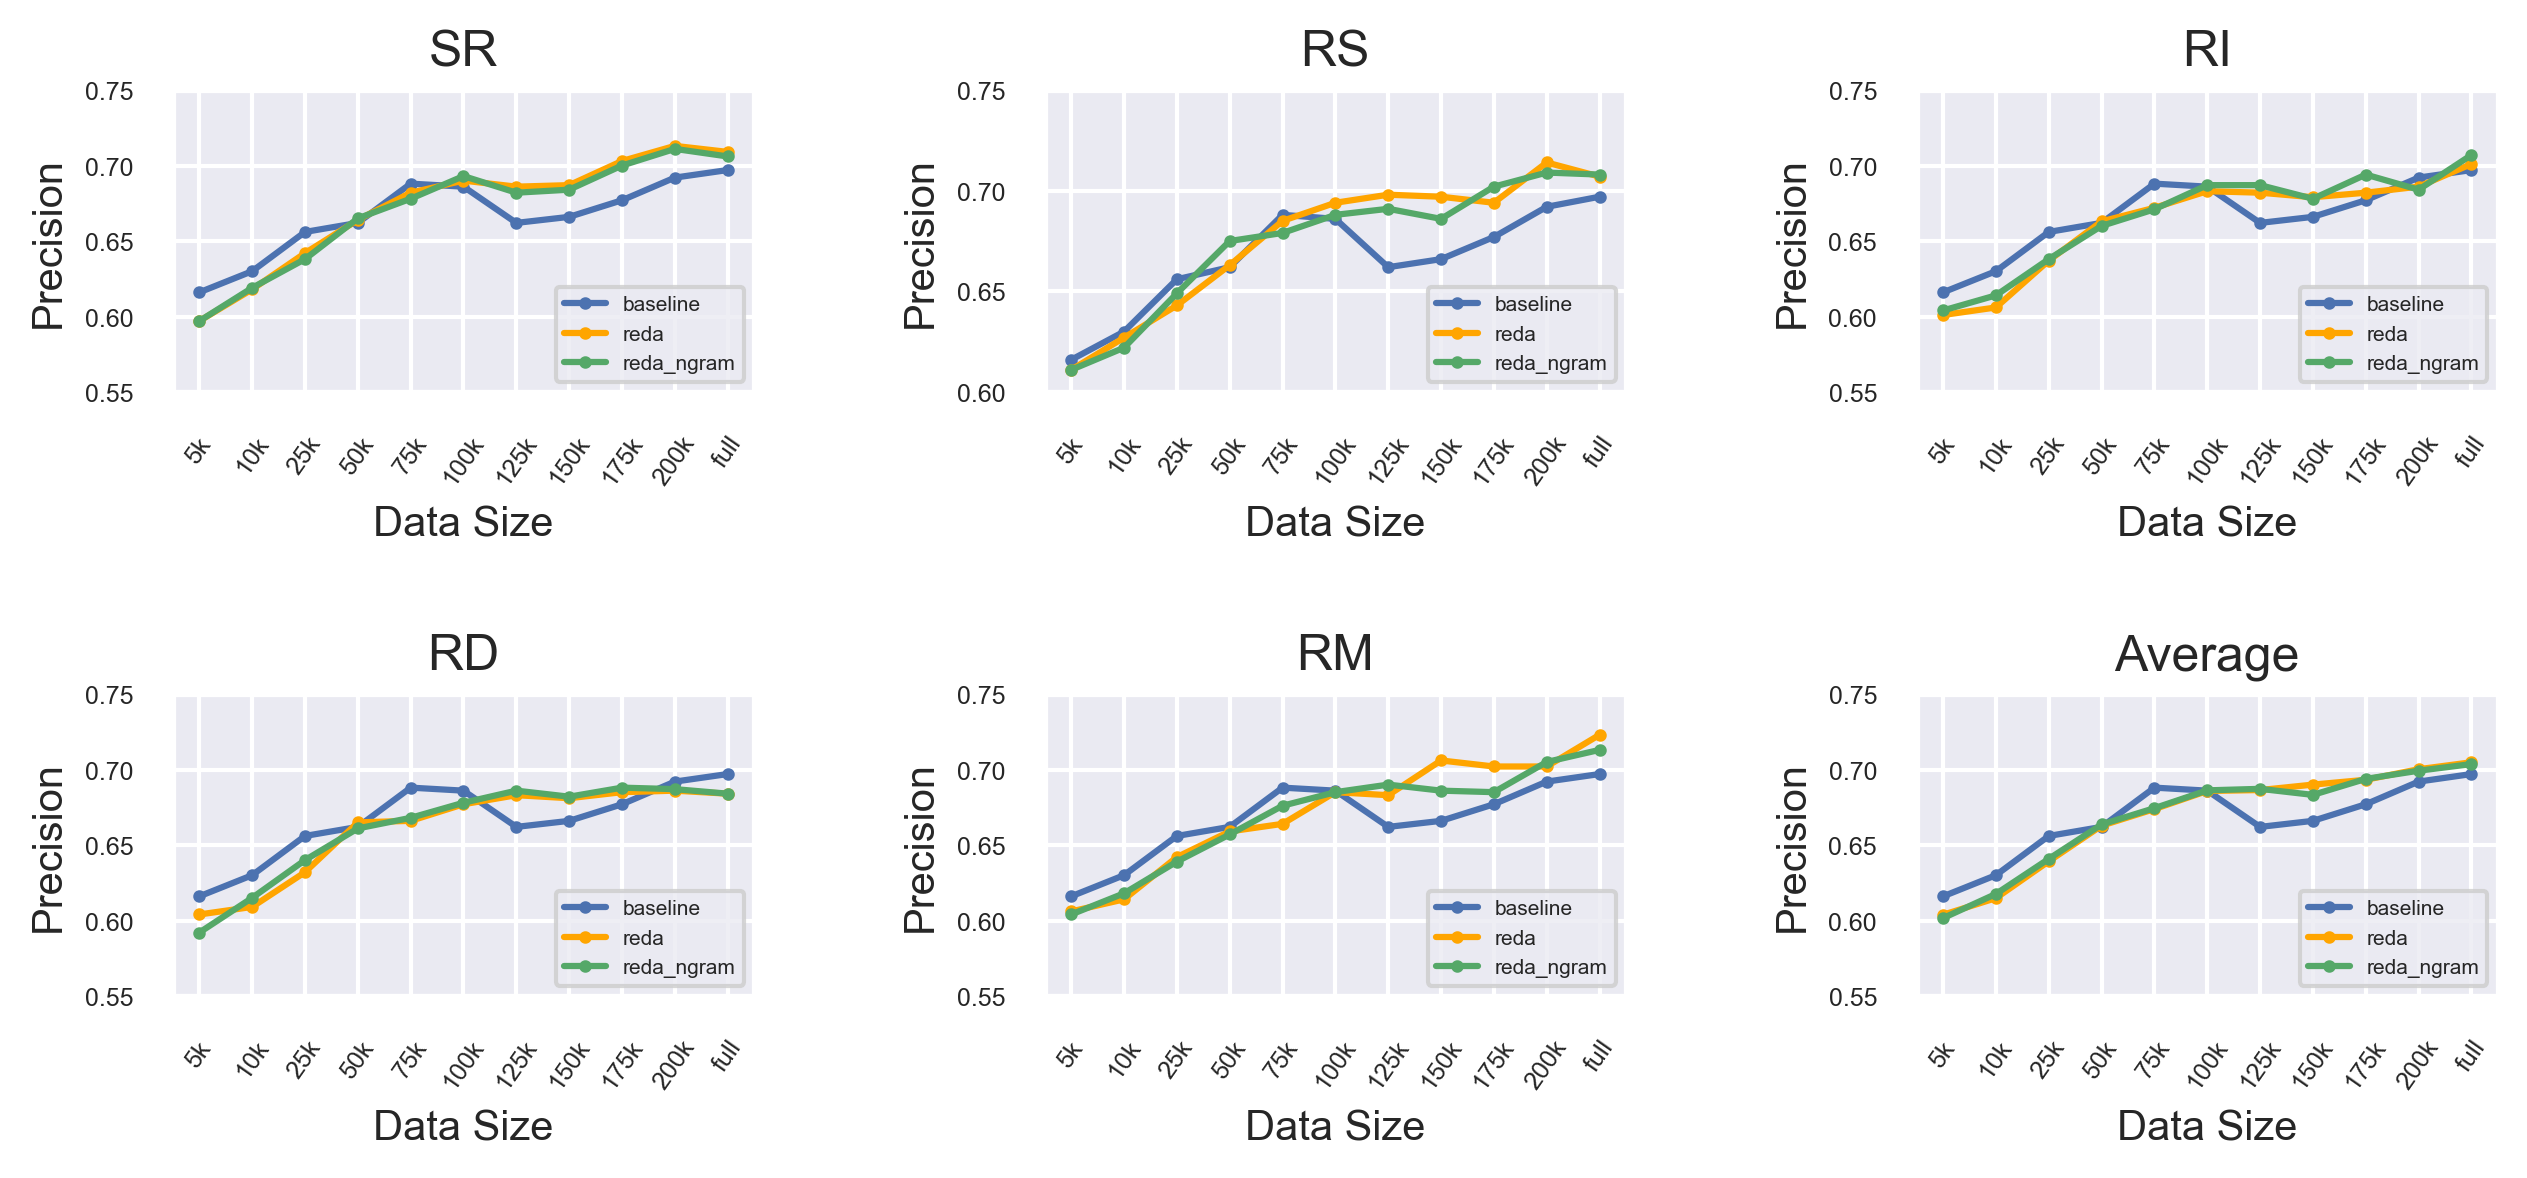 SR
0.75
0.70
0.65
0.60
0.55
Precision
baseline
reda
reda_ngram
5k 10k 25k 50k 75k 100k 125k 150k 175k 200k full
Data Size
RS
0.75
0.70
0.65
0.60
Precision
baseline
reda
reda_ngram
5k 10k 25k 50k 75k 100k 125k 150k 175k 200k full
Data Size
RI
0.75
0.70
0.65
0.60
0.55
Precision
baseline
reda
reda_ngram
5k 10k 25k 50k 75k 100k 125k 150k 175k 200k full
Data Size
RD
0.75
0.70
0.65
0.60
0.55
Precision
baseline
reda
reda_ngram
5k 10k 25k 50k 75k 100k 125k 150k 175k 200k full
Data Size
RM
0.75
0.70
0.65
0.60
0.55
Precision
baseline
reda
reda_ngram
5k 10k 25k 50k 75k 100k 125k 150k 175k 200k full
Data Size
Average
0.75
0.70
0.65
0.60
0.55
Precision
baseline
reda
reda_ngram
5k 10k 25k 50k 75k 100k 125k 150k 175k 200k full
Data Size